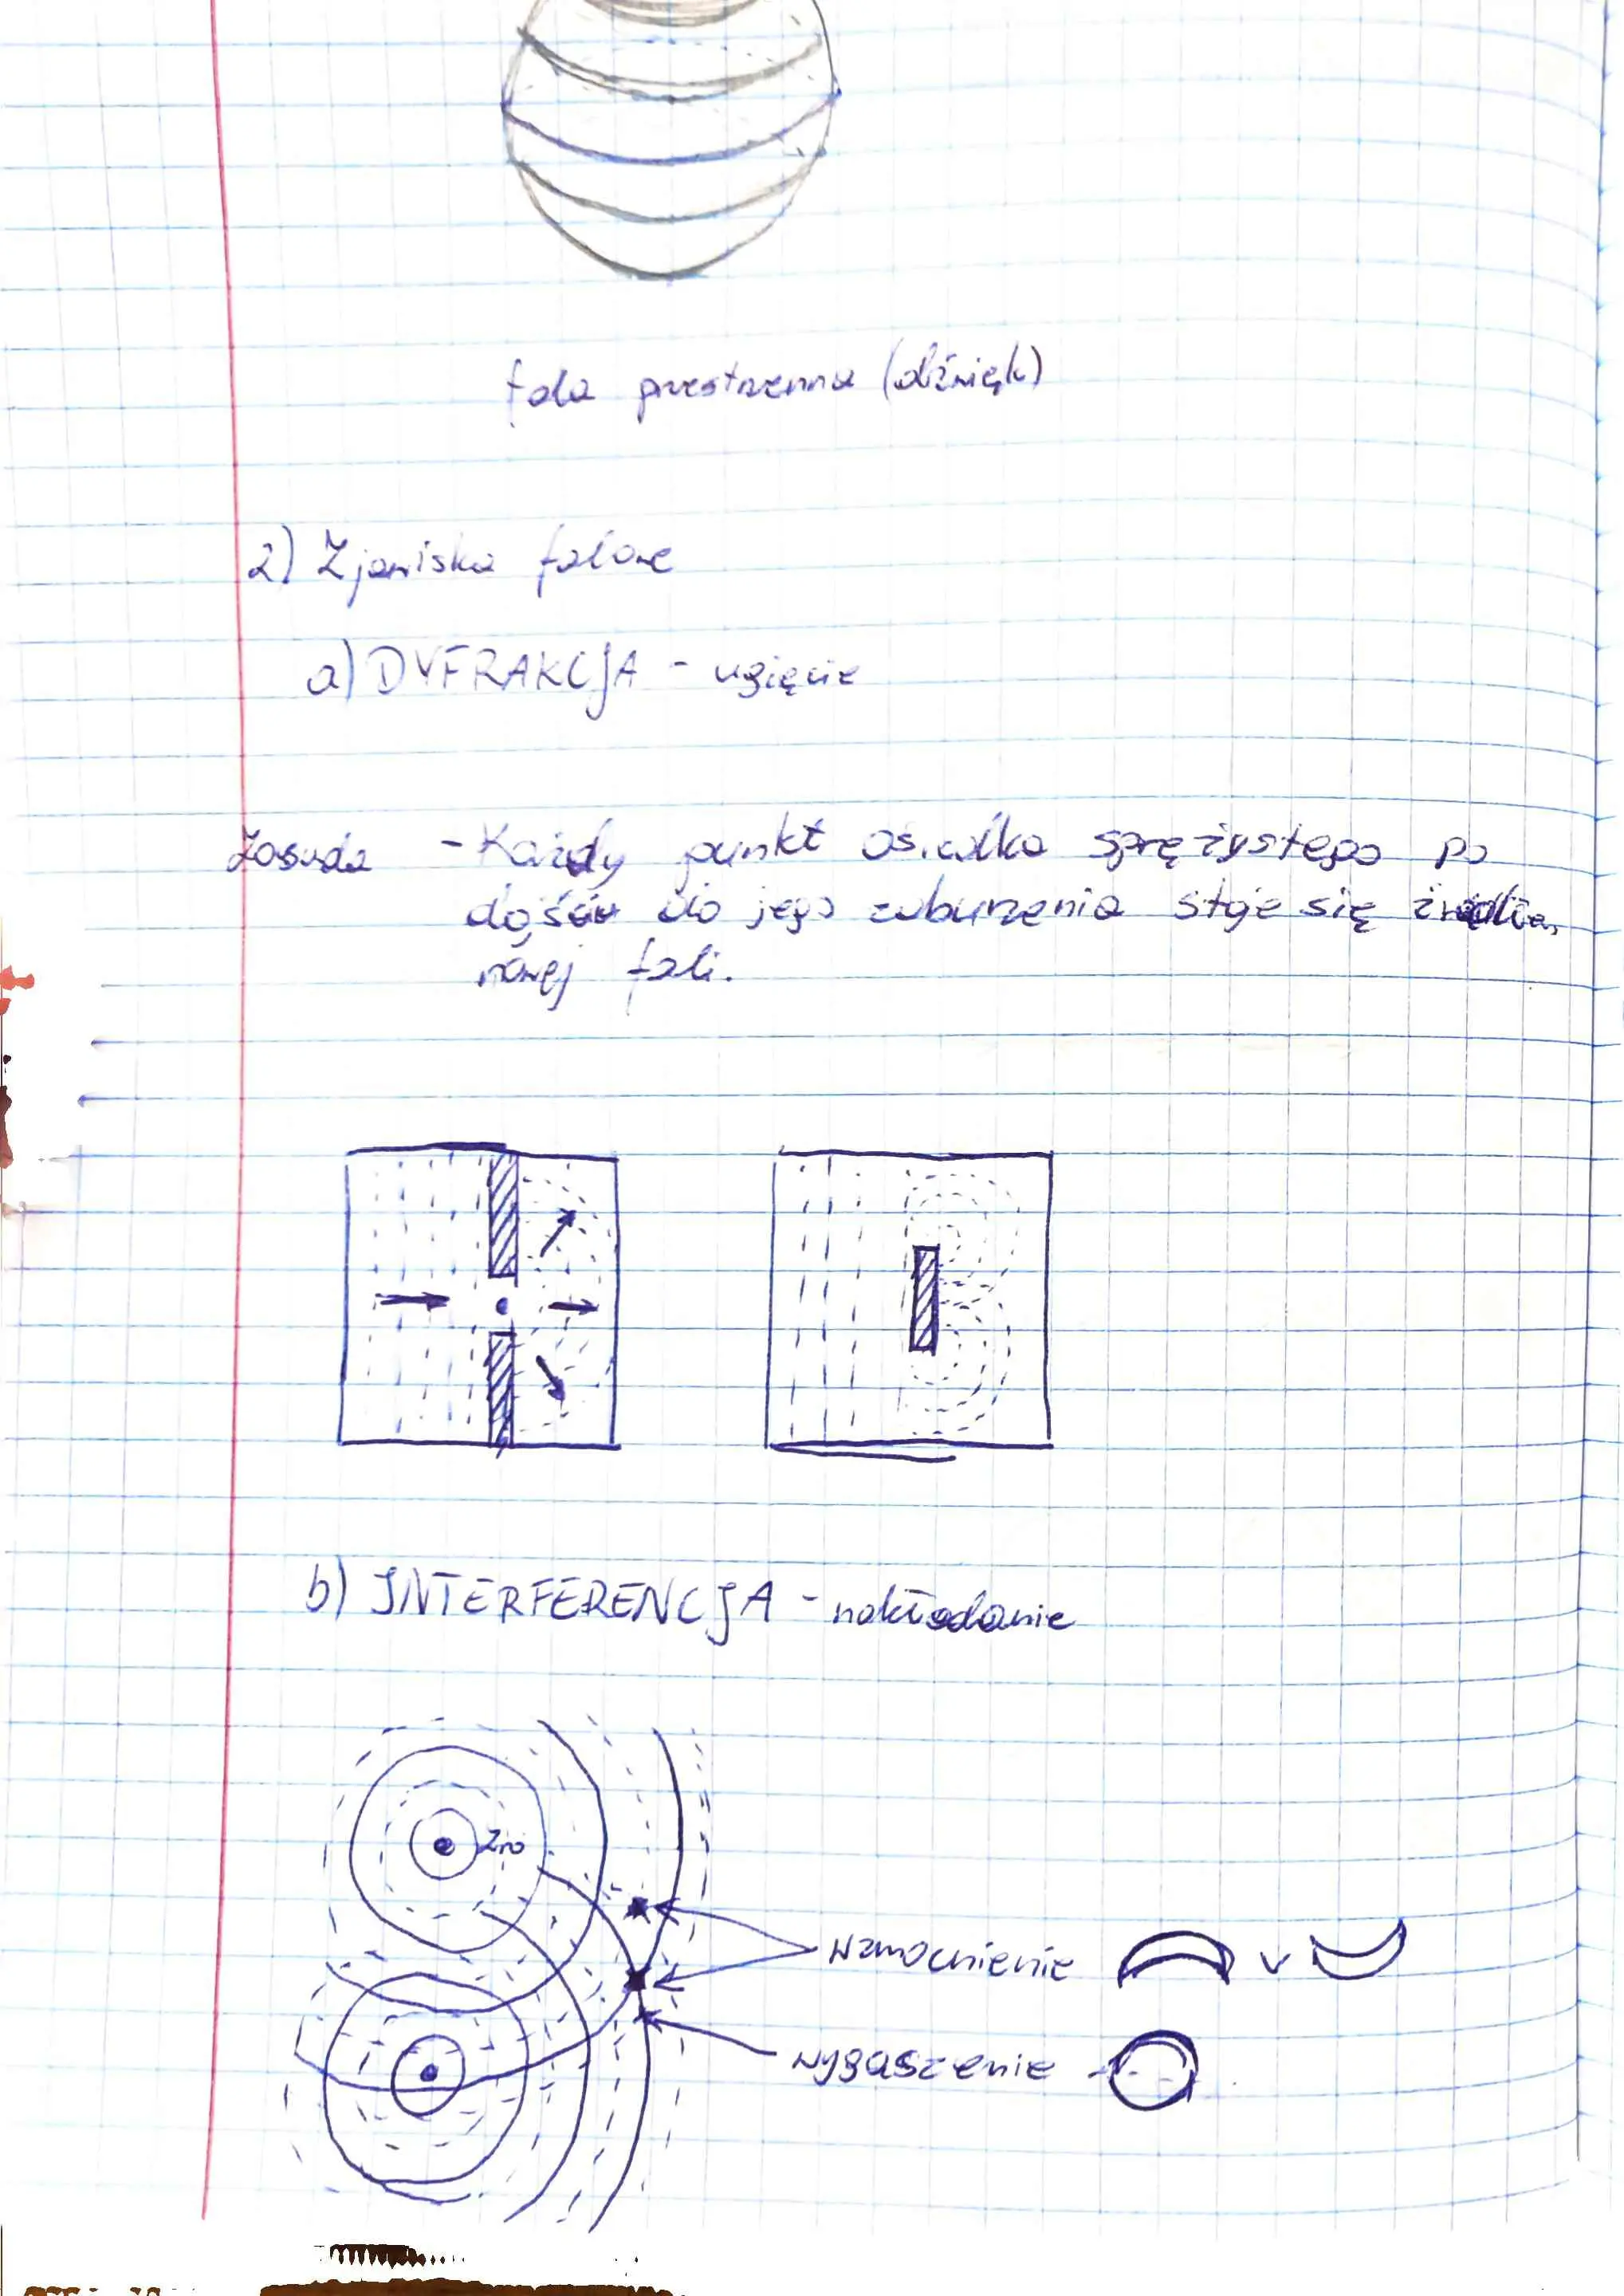 fala przestrzenna (dźwięk)
2) Zjawiska falowe
a) DYFRAKCJA - ugięcie
Zasada - Każdy punkt ośrodka sprężystego po
dojściu do jego zaburzenia staje się źródłem
nowej fali.
b) INTERFERENCJA - nakładanie
wzmocnienie v
wygaszenie